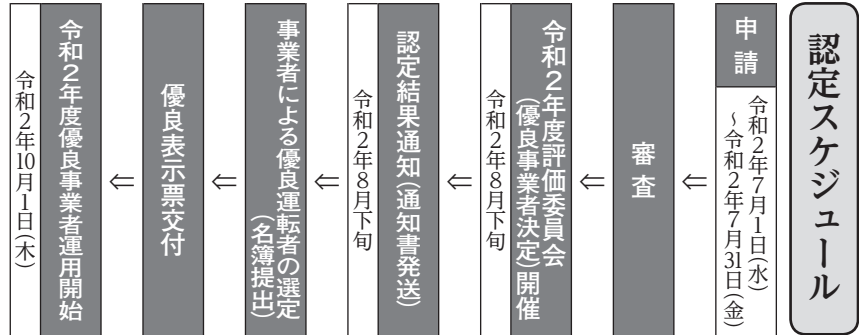 認定スケジュール
申請
令和2年7月1日(水)
～令和2年7月31日(金)
⇐
審査
⇐
令和2年度評価委員会
(優良事業者決定)開催
令和2年8月下旬
⇐
認定結果通知(通知書発送)
令和2年8月下旬
⇐
事業者による優良運転者の選定
(名簿提出)
⇐
優良表示票交付
⇐
令和2年度優良事業者運用開始
令和2年10月1日(木)